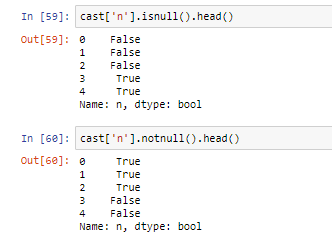 In [59]: cast['n'].isnull().head()
Out[59]: 0    False
1    False
2    False
3     True
4     True
Name: n, dtype: bool
In [60]: cast['n'].notnull().head()
Out[60]: 0     True
1     True
2     True
3    False
4    False
Name: n, dtype: bool